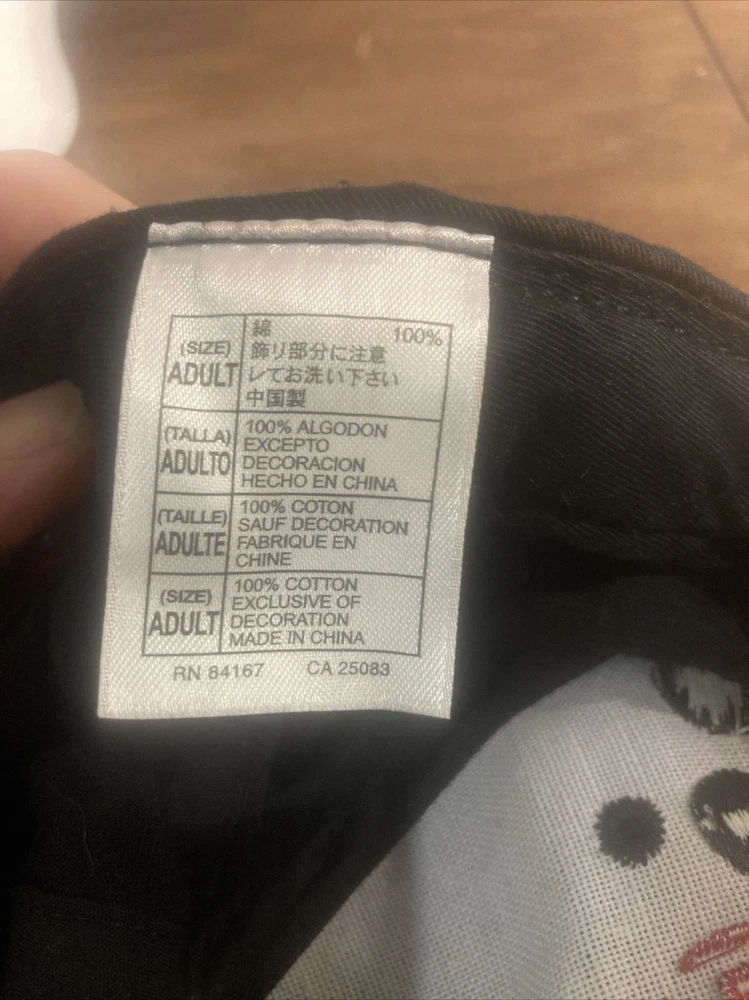 (SIZE)
ADULT
綿 100%
飾リ部分に注意
レてお洗い下さい
中国製
(TALLA)
ADULTO
100% ALGODON
EXCEPTO
DECORACION
HECHO EN CHINA
(TAILLE)
ADULTE
100% COTON
SAUF DECORATION
FABRIQUE EN
CHINE
(SIZE)
ADULT
100% COTTON
EXCLUSIVE OF
DECORATION
MADE IN CHINA
RN 84167 CA 25083